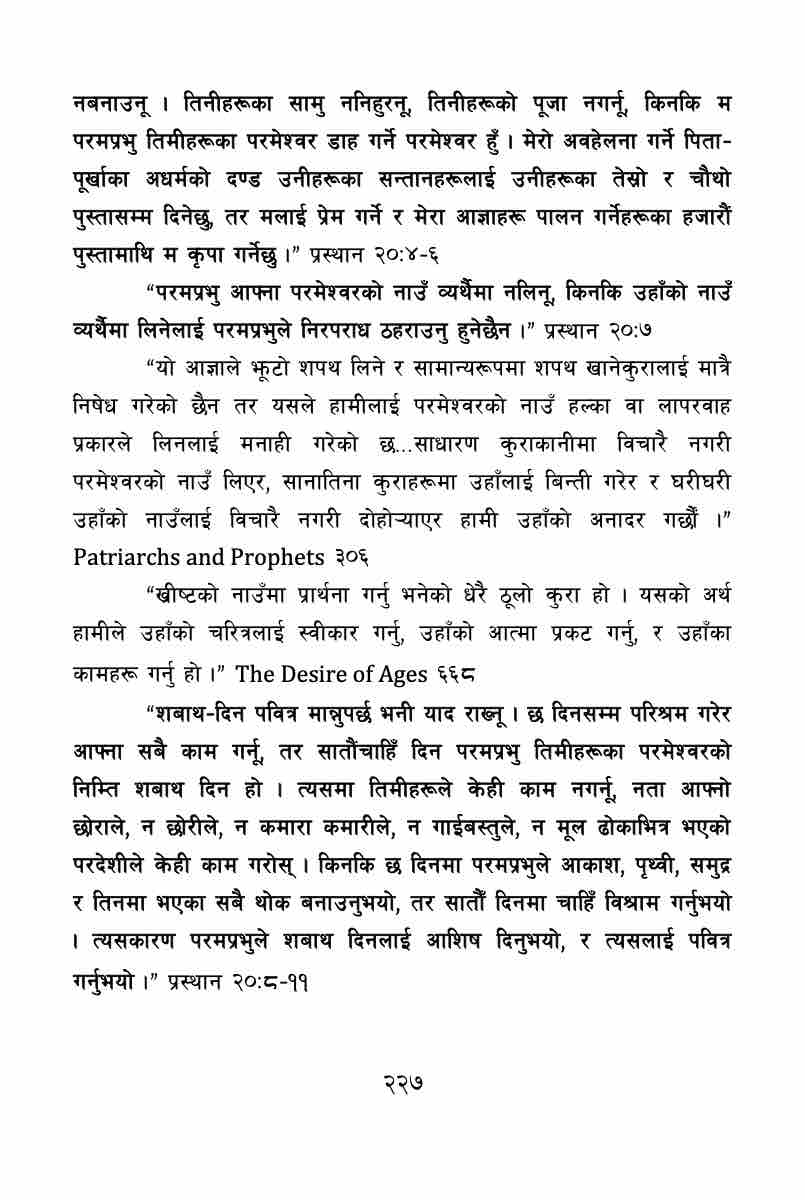 नबनाउनू । तिनीहरूका सामु ननिहुरनू, तिनीहरूको पूजा नगर्नू, किनकि म
परमप्रभु तिमीहरूका परमेश्वर डाह गर्ने परमेश्वर हुँ । मेरो अवहेलना गर्ने पिता-
पूर्खाका अधर्मको दण्ड उनीहरूका सन्तानहरूलाई उनीहरूका तेस्रो र चौथो
पुस्तासम्म दिनेछु, तर मलाई प्रेम गर्ने र मेरा आज्ञाहरू पालन गर्नेहरूका हजारौं
पुस्तामाथि म कृपा गर्नेछु ।” प्रस्थान २०:४-६
“परमप्रभु आफ्ना परमेश्वरको नाउँ व्यर्थैमा नलिनू, किनकि उहाँको नाउँ
व्यर्थैमा लिनेलाई परमप्रभुले निरपराध ठहराउनु हुनेछैन ।” प्रस्थान २०:७
“यो आज्ञाले झूटो शपथ लिने र सामान्यरूपमा शपथ खानेकुरालाई मात्रै
निषेध गरेको छैन तर यसले हामीलाई परमेश्वरको नाउँ हल्का वा लापरवाह
प्रकारले लिनलाई मनाही गरेको छ...साधारण कुराकानीमा विचारै नगरी
परमेश्वरको नाउँ लिएर, सानातिना कुराहरूमा उहाँलाई बिन्ती गरेर र घरीघरी
उहाँको नाउँलाई विचारै नगरी दोहोऱ्याएर हामी उहाँको अनादर गर्छौं ।”
Patriarchs and Prophets ३०६
“ख्रीष्टको नाउँमा प्रार्थना गर्नु भनेको धेरै ठूलो कुरा हो । यसको अर्थ
हामीले उहाँको चरित्रलाई स्वीकार गर्नु, उहाँको आत्मा प्रकट गर्नु, र उहाँका
कामहरू गर्नु हो ।” The Desire of Ages ६६८
“शबाथ-दिन पवित्र मान्नुपर्छ भनी याद राख्नू । छ दिनसम्म परिश्रम गरेर
आफ्ना सबै काम गर्नू, तर सातौंचाहिँ दिन परमप्रभु तिमीहरूका परमेश्वरको
निम्ति शबाथ दिन हो । त्यसमा तिमीहरूले केही काम नगर्नू, नता आफ्नो
छोराले, न छोरीले, न कमारा कमारीले, न गाईबस्तुले, न मूल ढोकाभित्र भएको
परदेशीले केही काम गरोस् । किनकि छ दिनमा परमप्रभुले आकाश, पृथ्वी, समुद्र
र तिनमा भएका सबै थोक बनाउनुभयो, तर सातौँ दिनमा चाहिँ विश्राम गर्नुभयो
। त्यसकारण परमप्रभुले शबाथ दिनलाई आशिष दिनुभयो, र त्यसलाई पवित्र
गर्नुभयो ।” प्रस्थान २०:८-११
२२७